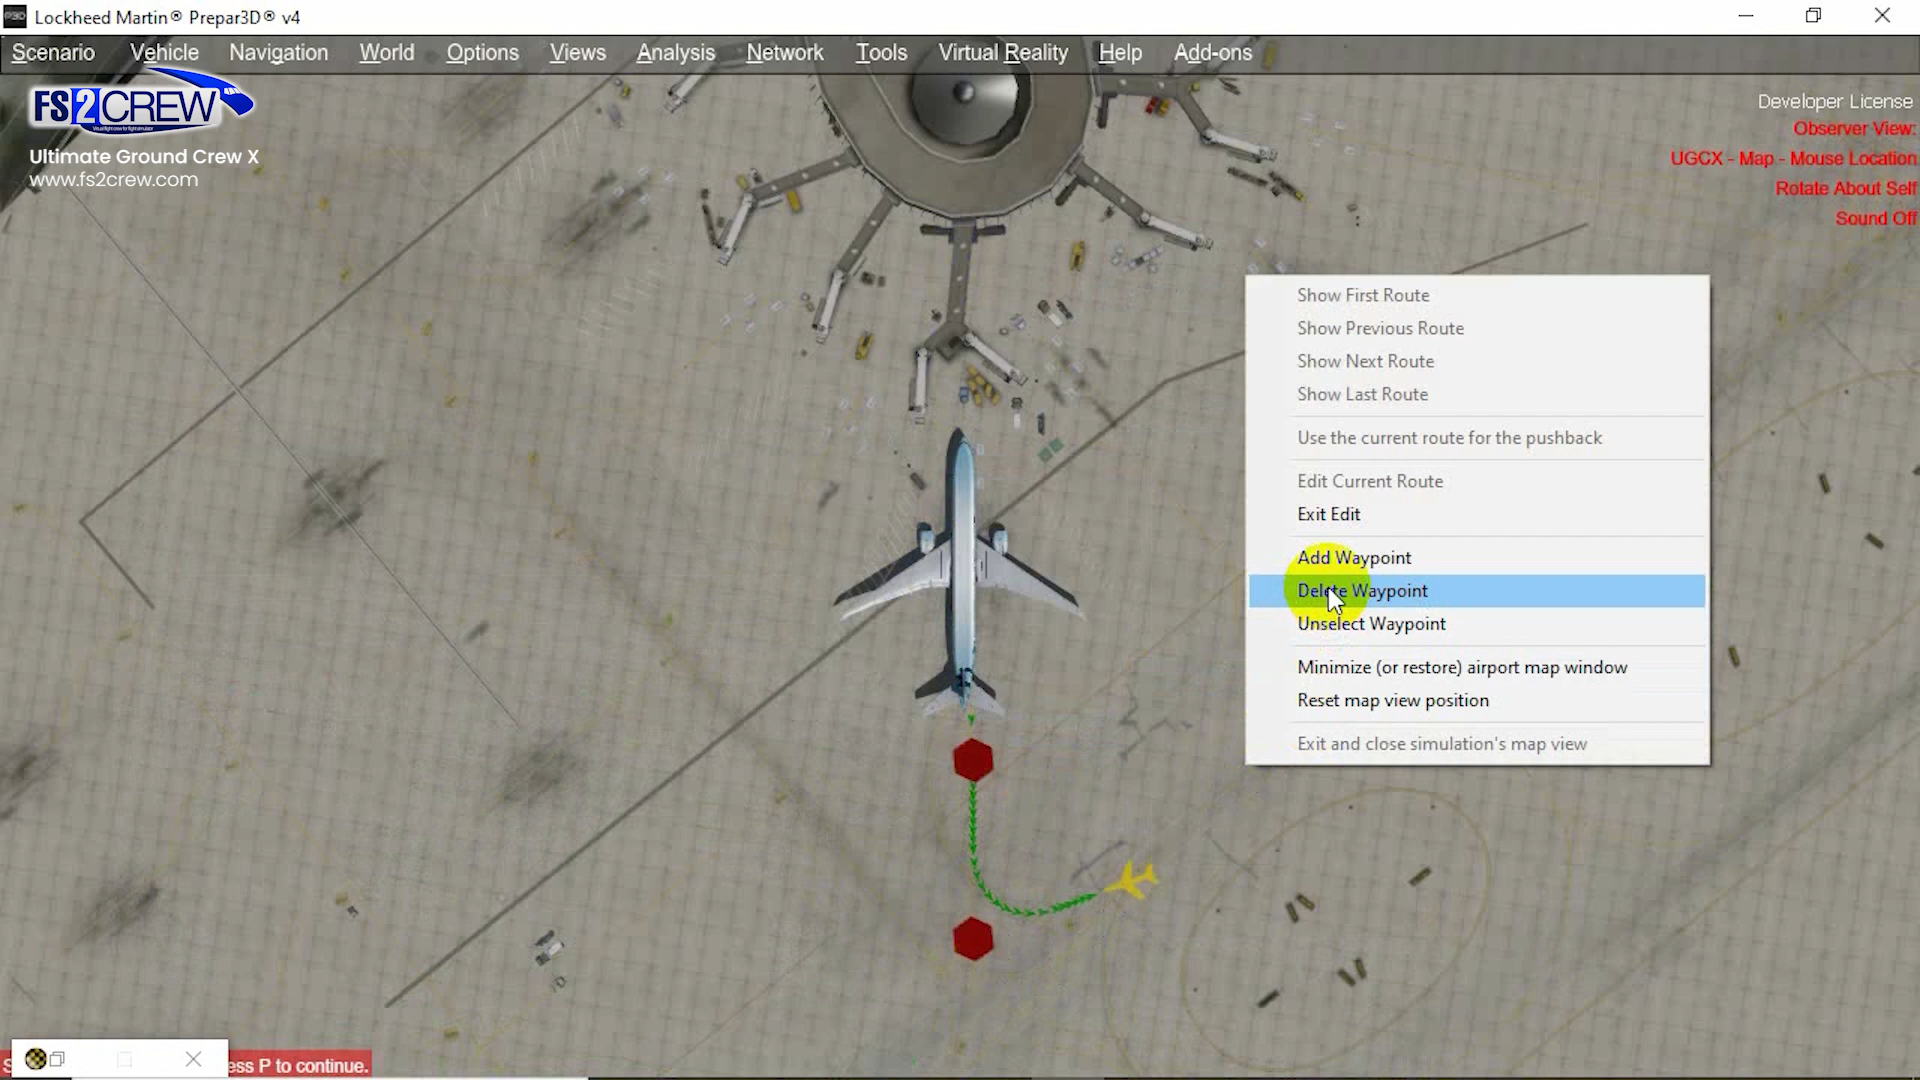 P3D
Lockheed Martin® Prepar3D® v4
Scenario Vehicle Navigation World Options Views Analysis Network Tools Virtual Reality Help Add-ons
FS2CREW
Ultimate Ground Crew X
www.fs2crew.com
Developer License
Observer View:
UGCX - Map - Mouse Location
Rotate About Self
Sound Off
Show First Route
Show Previous Route
Show Next Route
Show Last Route
Use the current route for the pushback
Edit Current Route
Exit Edit
Add Waypoint
Delete Waypoint
Unselect Waypoint
Minimize (or restore) airport map window
Reset map view position
Exit and close simulation's map view
ess P to continue.